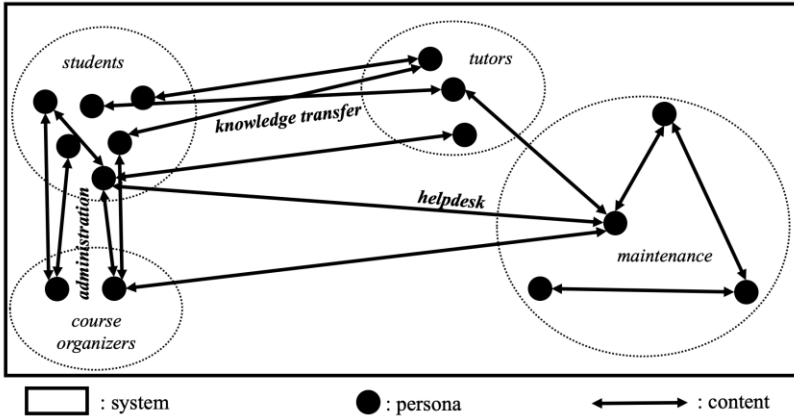 students
tutors
knowledge transfer
helpdesk
administration
maintenance
course
organizers
: system
: persona
: content